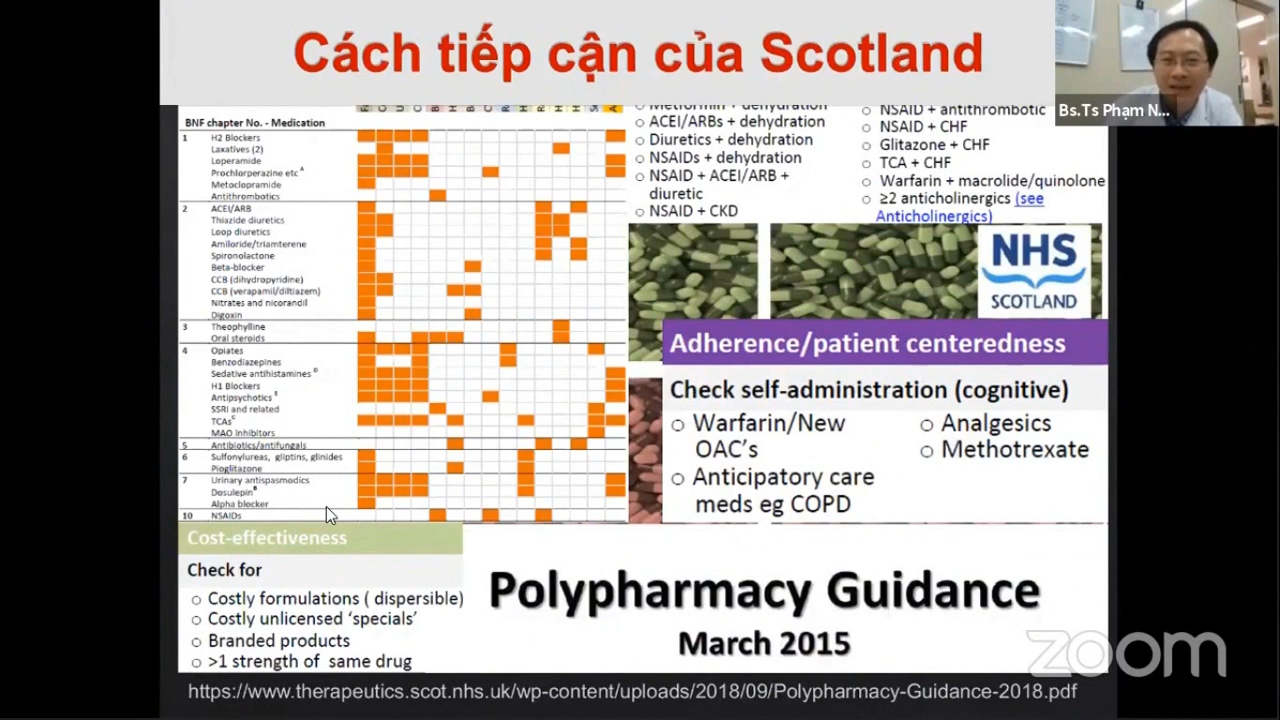 Cách tiếp cận của Scotland
Bs.Ts Phạm N...
BNF chapter No. - Medication
1 H2 Blockers
Laxatives (2)
Loperamide
Prochlorperazine etc A
Metoclopramide
Antithrombotics
2 ACEI/ARB
Thiazide diuretics
Loop diuretics
Amiloride/triamterene
Spironolactone
Beta-blocker
CCB (dihydropyridine)
CCB (verapamil/diltiazem)
Nitrates and nicorandil
Digoxin
3 Theophylline
Oral steroids
4 Opiates
Benzodiazepines
Sedative antihistamines D
H1 Blockers
Antipsychotics E
SSRI and related
TCAs C
MAO Inhibitors
5 Antibiotics/antifungals
6 Sulfonylureas, gliptins, glinides
Pioglitazone
7 Urinary antispasmodics
Dosulepin B
Alpha blocker
10 NSAIDs
Metformin + dehydration
○ ACEI/ARBs + dehydration
○ Diuretics + dehydration
○ NSAIDs + dehydration
○ NSAID + ACEI/ARB +
diuretic
○ NSAID + CKD
○ NSAID + antithrombotic
○ NSAID + CHF
○ Glitazone + CHF
○ TCA + CHF
○ Warfarin + macrolide/quinolone
○ ≥2 anticholinergics (see
Anticholinergics)
NHS
SCOTLAND
Adherence/patient centeredness
Check self-administration (cognitive)
○ Warfarin/New
OAC’s
○ Anticipatory care
meds eg COPD
○ Analgesics
○ Methotrexate
Cost-effectiveness
Check for
○ Costly formulations ( dispersible)
○ Costly unlicensed ‘specials’
○ Branded products
○ >1 strength of same drug
Polypharmacy Guidance
March 2015
zoom
https://www.therapeutics.scot.nhs.uk/wp-content/uploads/2018/09/Polypharmacy-Guidance-2018.pdf